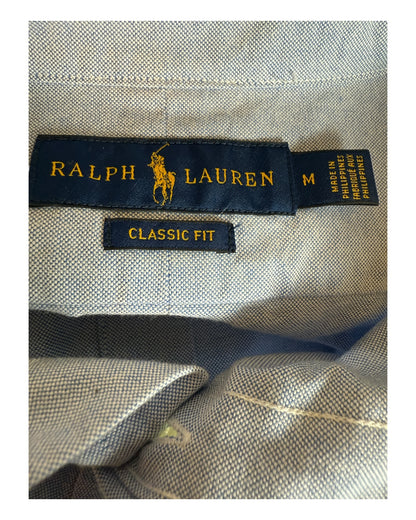 RALPH LAUREN
M
MADE IN
PHILIPPINES
FABRIQUÉ AUX
PHILIPPINES
CLASSIC FIT